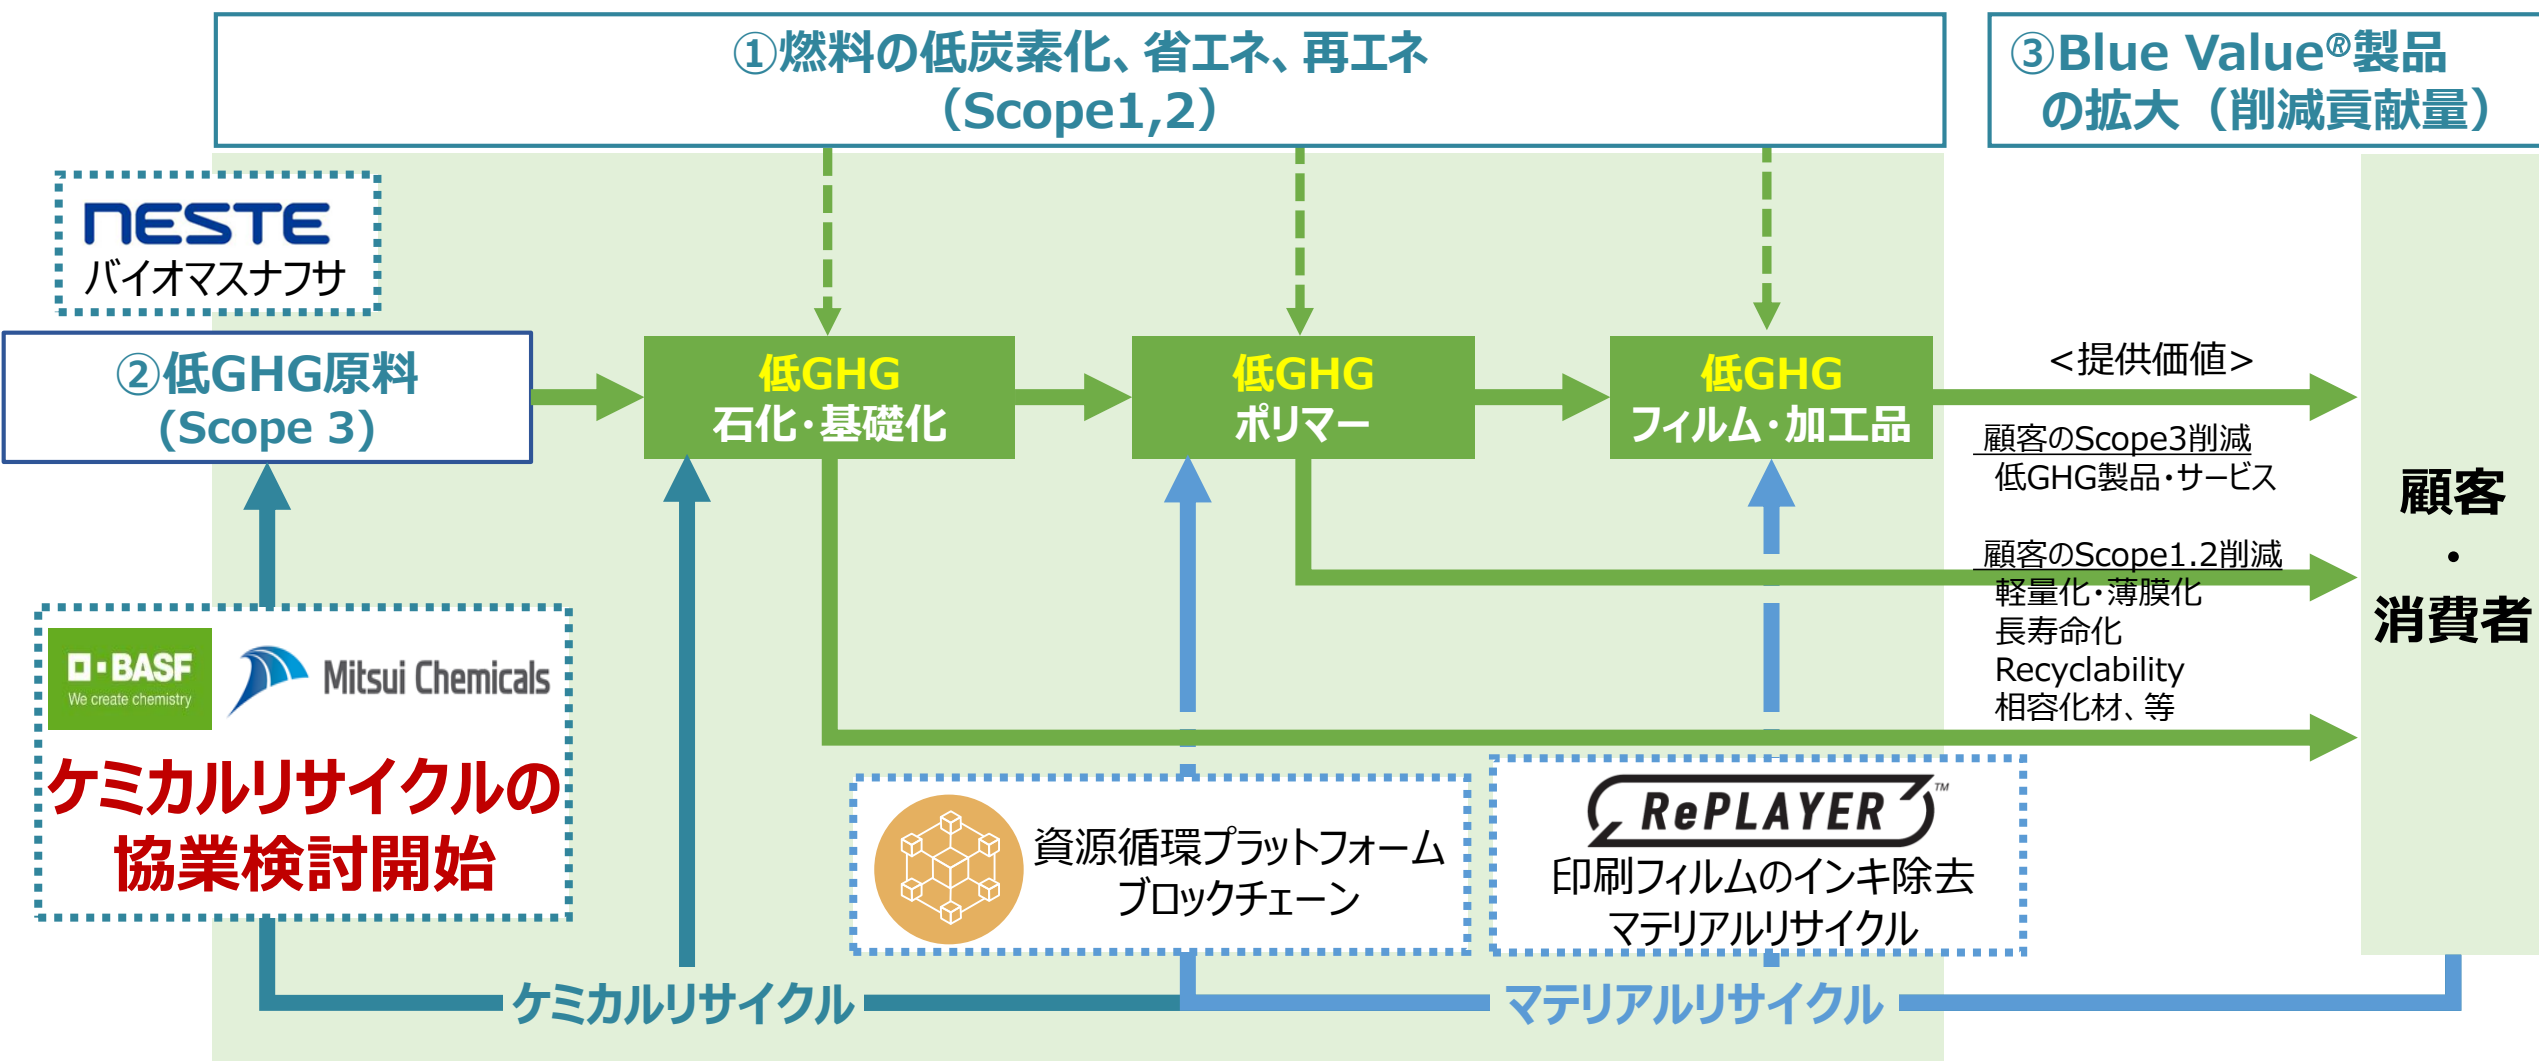 ①燃料の低炭素化、省エネ、再エネ
（Scope1,2）
③Blue Value®製品
の拡大（削減貢献量）
NESTE
バイオマスナフサ
②低GHG原料
(Scope 3)
低GHG
石化・基礎化
低GHG
ポリマー
低GHG
フィルム・加工品
<提供価値>
顧客のScope3削減
低GHG製品・サービス
顧客のScope1.2削減
軽量化・薄膜化
長寿命化
Recyclability
相容化材、等
顧客
・
消費者
BASF
We create chemistry
Mitsui Chemicals
ケミカルリサイクルの
協業検討開始
資源循環プラットフォーム
ブロックチェーン
RePLAYER™
印刷フィルムのインキ除去
マテリアルリサイクル
ケミカルリサイクル
マテリアルリサイクル